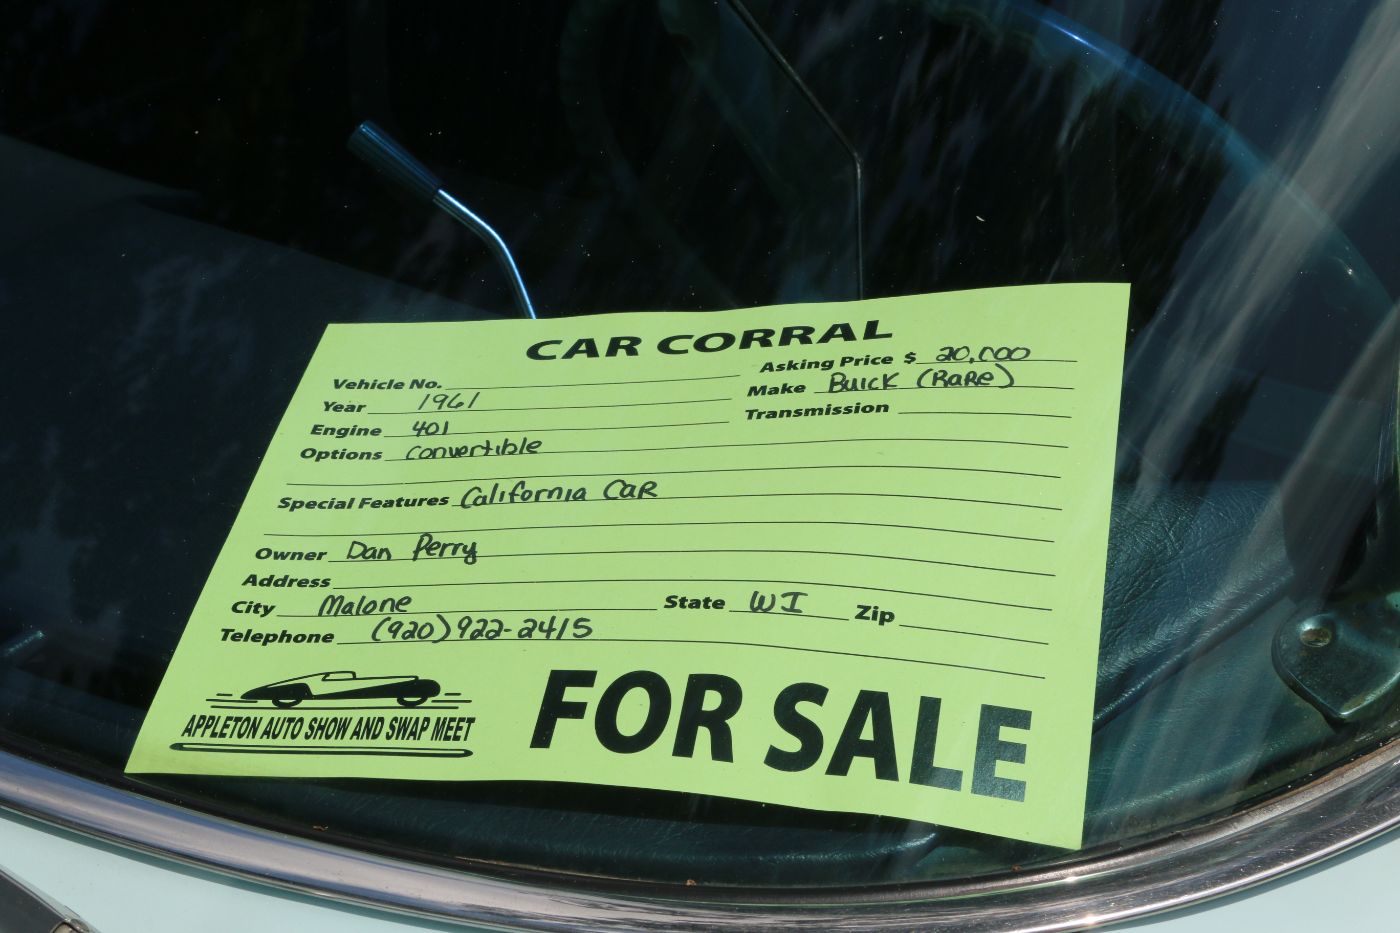 CAR CORRAL
Vehicle No.
Asking Price $ 20,000
Year 1961
Make Buick (Rare)
Engine 401
Transmission
Options Convertible
Special Features California Car
Owner Dan Perry
Address
City Malone State WI Zip
Telephone (920) 922-2415
APPLETON AUTO SHOW AND SWAP MEET
FOR SALE